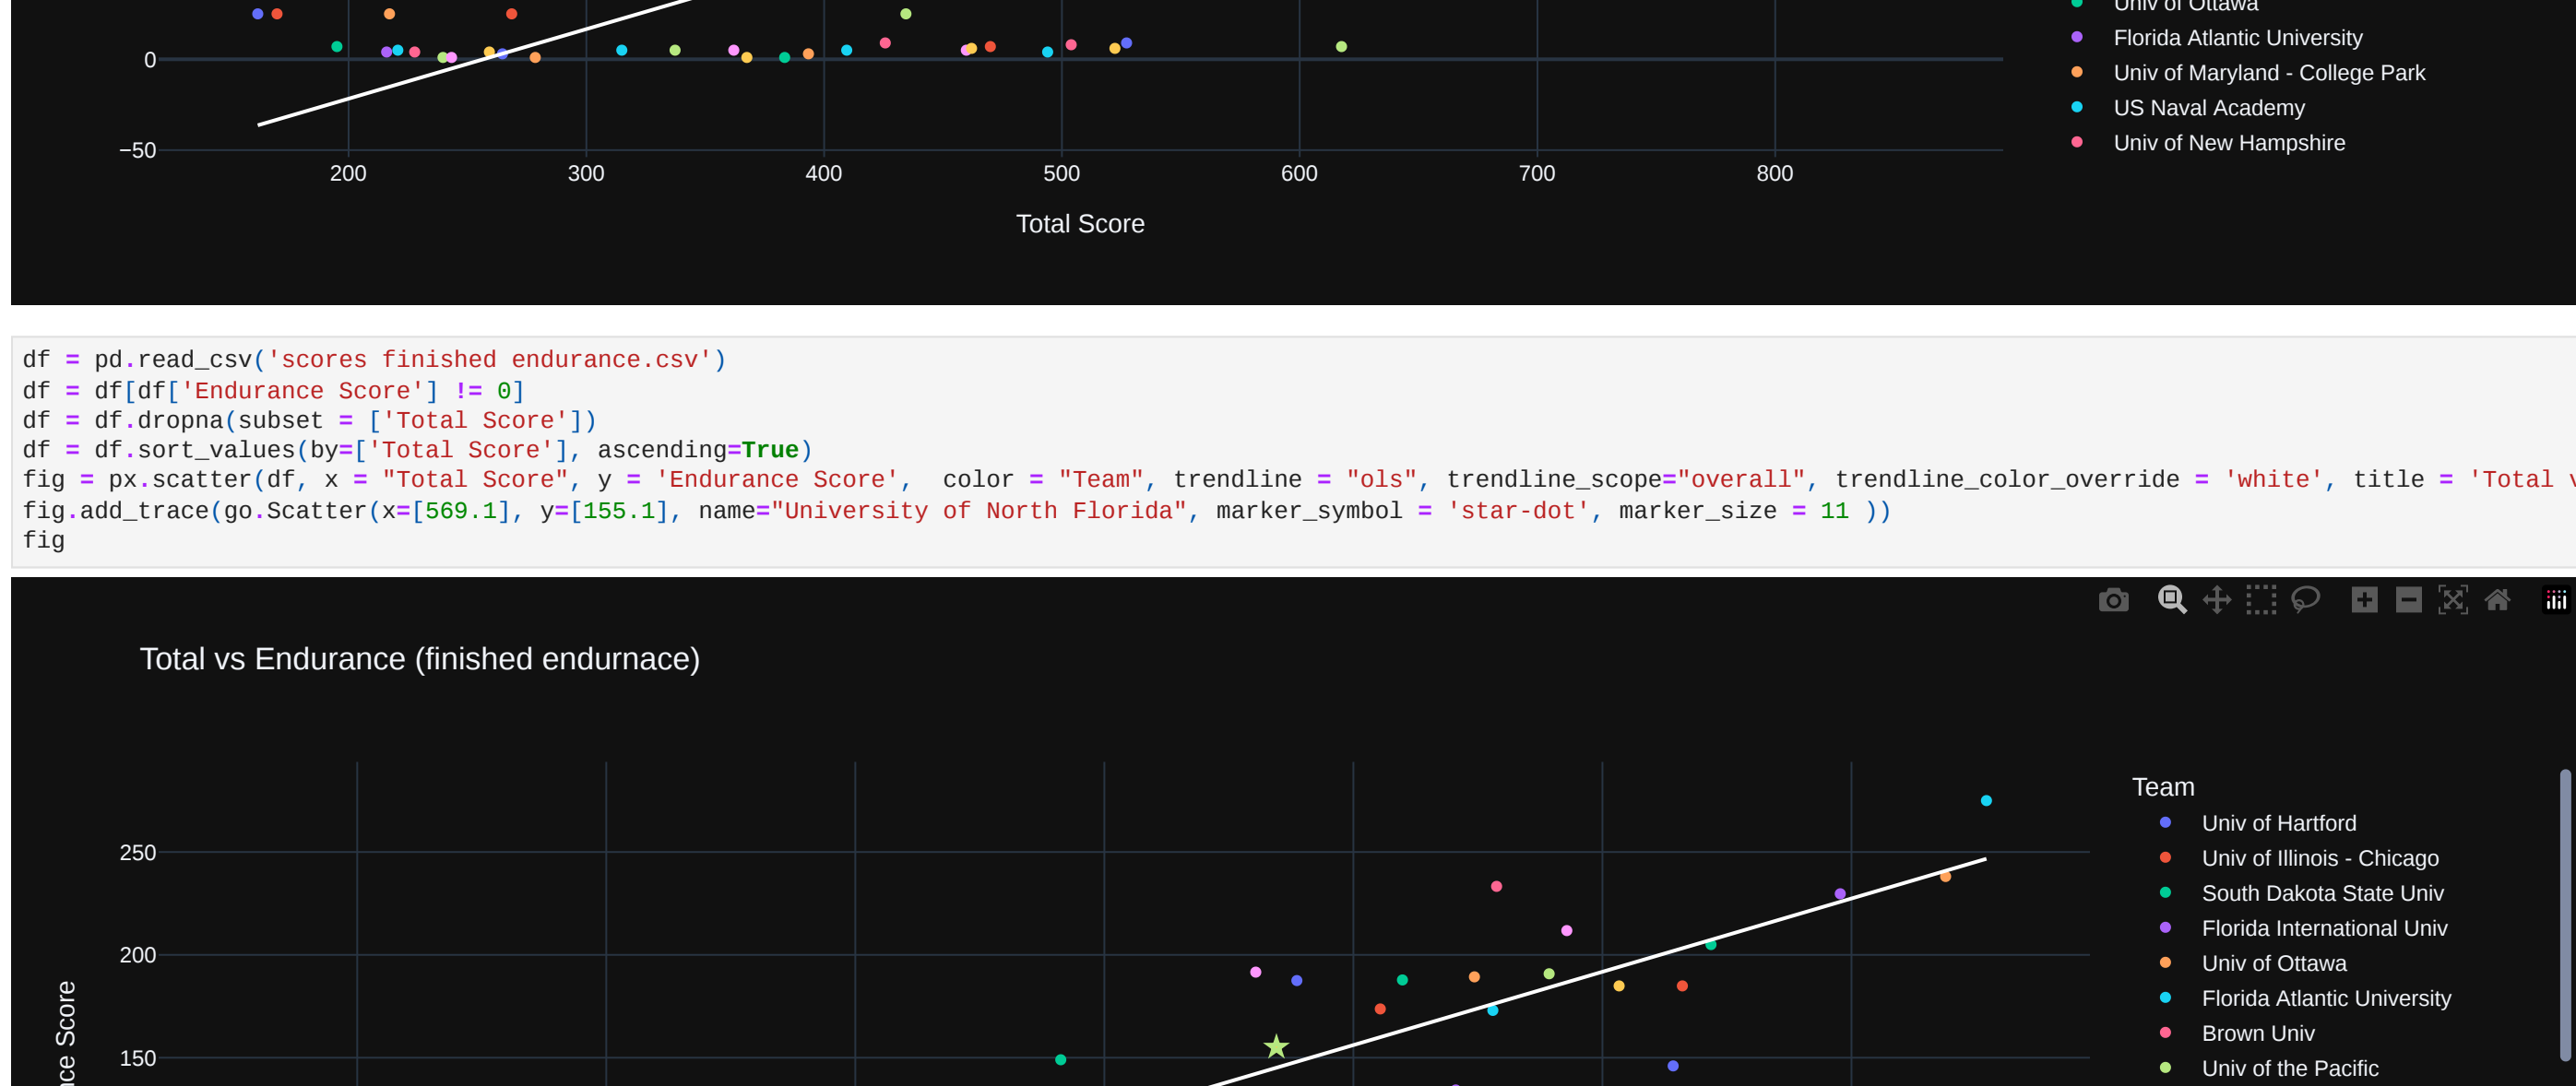 Univ of Ottawa
0
Florida Atlantic University
Univ of Maryland - College Park
US Naval Academy
−50
Univ of New Hampshire
200 300 400 500 600 700 800
Total Score
df = pd.read_csv('scores finished endurance.csv')
df = df[df['Endurance Score'] != 0]
df = df.dropna(subset = ['Total Score'])
df = df.sort_values(by=['Total Score'], ascending=True)
fig = px.scatter(df, x = "Total Score", y = 'Endurance Score',  color = "Team", trendline = "ols", trendline_scope="overall", trendline_color_override = 'white', title = 'Total
fig.add_trace(go.Scatter(x=[569.1], y=[155.1], name="University of North Florida", marker_symbol = 'star-dot', marker_size = 11 ))
fig
Total vs Endurance (finished endurnace)
Team
Univ of Hartford
250
Univ of Illinois - Chicago
South Dakota State Univ
Florida International Univ
200
Univ of Ottawa
Florida Atlantic University
Brown Univ
150
Univ of the Pacific
nce Score